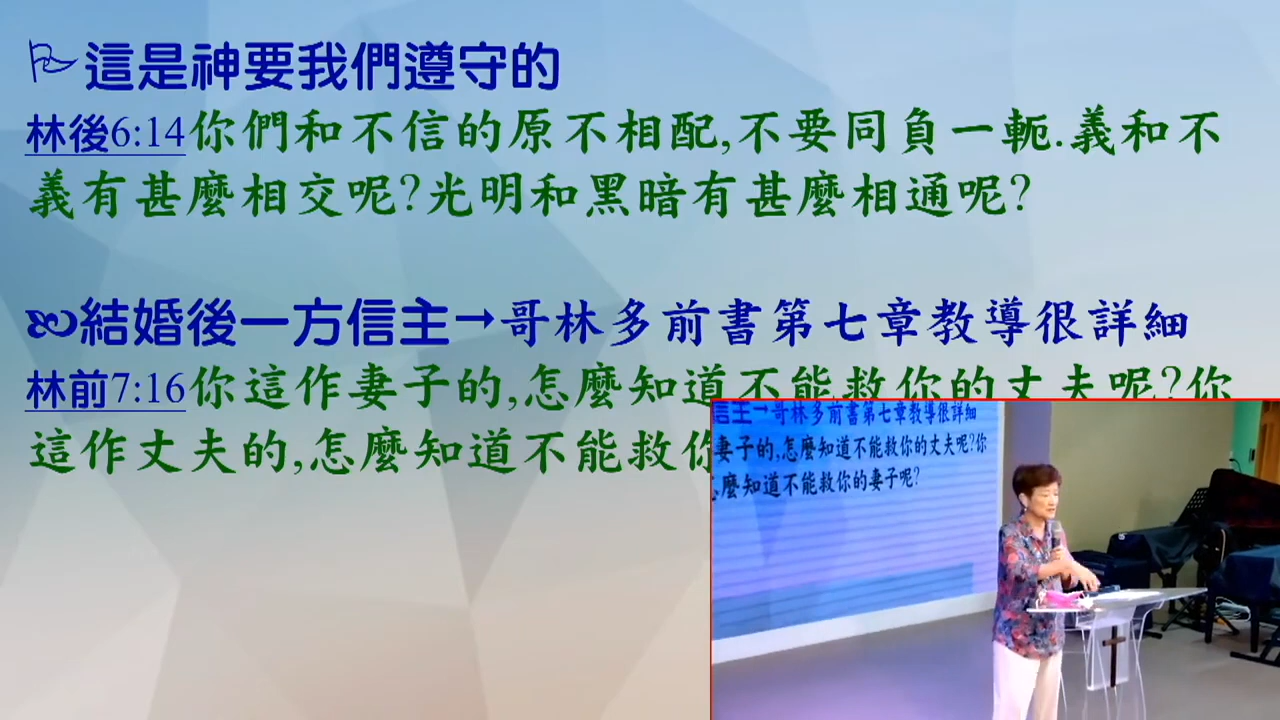 這是神要我們遵守的
林後6:14你們和不信的原不相配,不要同負一軛.義和不
義有甚麼相交呢?光明和黑暗有甚麼相通呢?
結婚後一方信主→哥林多前書第七章教導很詳細
林前7:16你這作妻子的,怎麼知道不能救你的丈夫呢?你
這作丈夫的,怎麼知道不能救你
信主→哥林多前書第七章教導很詳細
妻子的,怎麼知道不能救你的丈夫呢?你
怎麼知道不能救你的妻子呢?